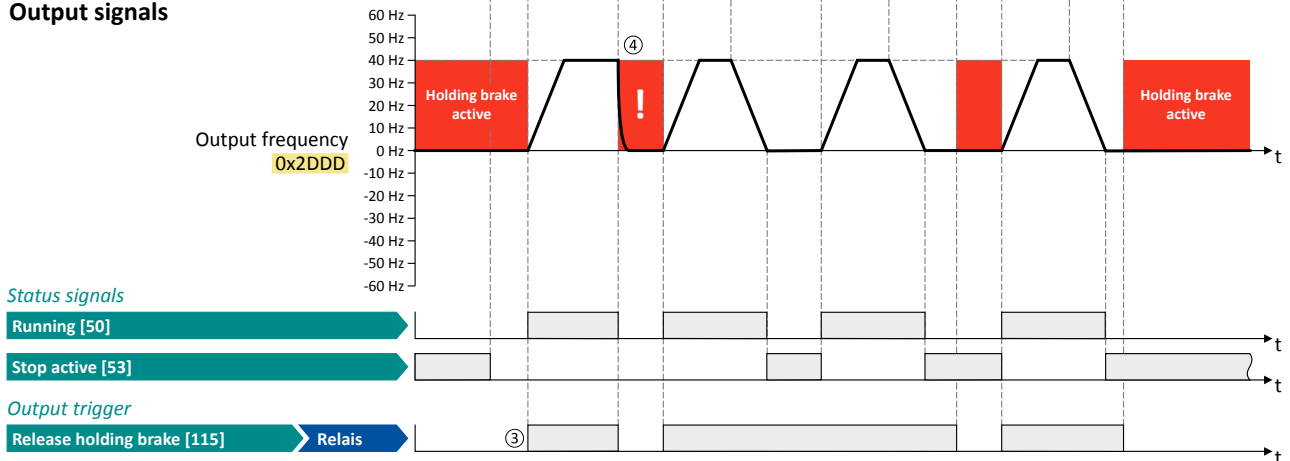 Output signals
60 Hz
50 Hz
40 Hz
30 Hz
20 Hz
10 Hz
0 Hz
-10 Hz
-20 Hz
-30 Hz
-40 Hz
-50 Hz
-60 Hz
Output frequency
0x2DDD
Holding brake
active
④
!
Holding brake
active
t
Status signals
Running [50]
t
Stop active [53]
t
Output trigger
Release holding brake [115]
Relais
③
t